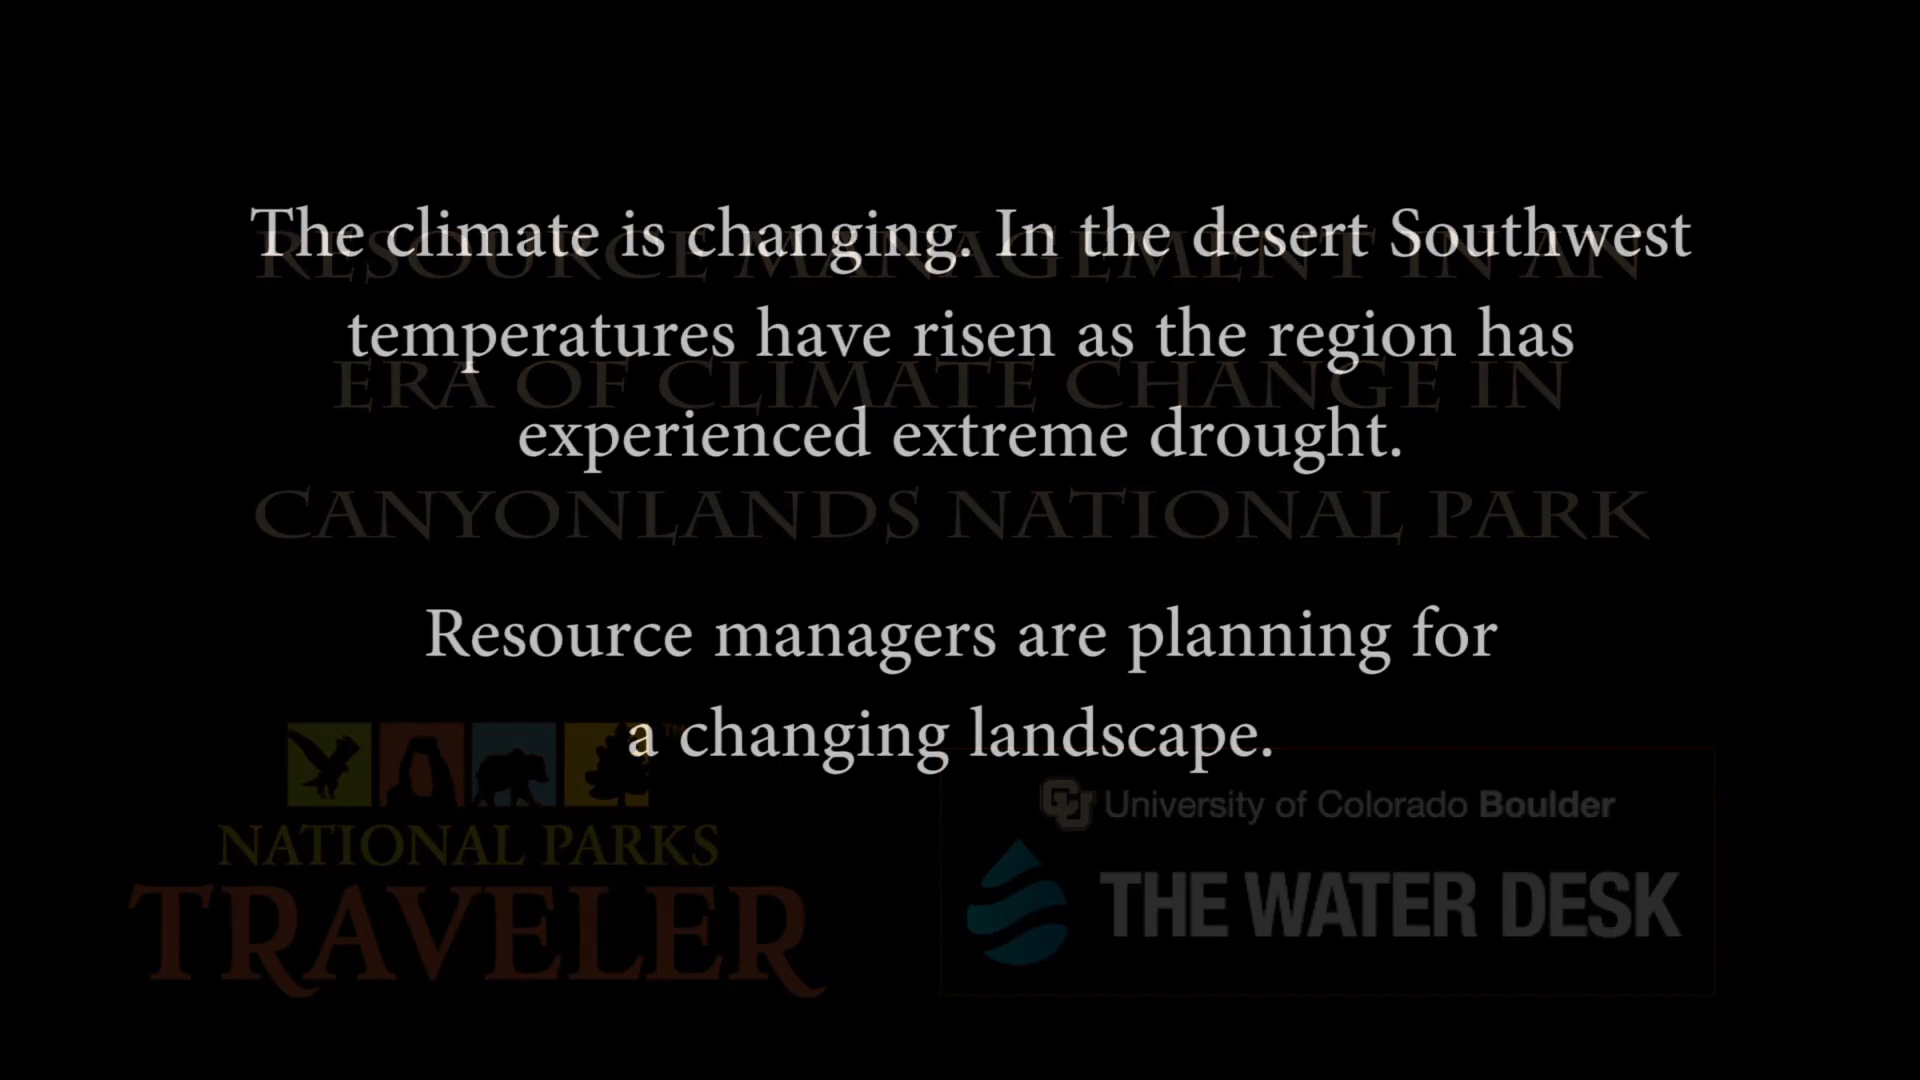 The climate is changing. In the desert Southwest
RESOURCE MANAGEMENT IN AN
temperatures have risen as the region has
ERA OF CLIMATE CHANGE IN
experienced extreme drought.
CANYONLANDS NATIONAL PARK
Resource managers are planning for
a changing landscape.
TM
NATIONAL PARKS
TRAVELER
CU University of Colorado Boulder
THE WATER DESK